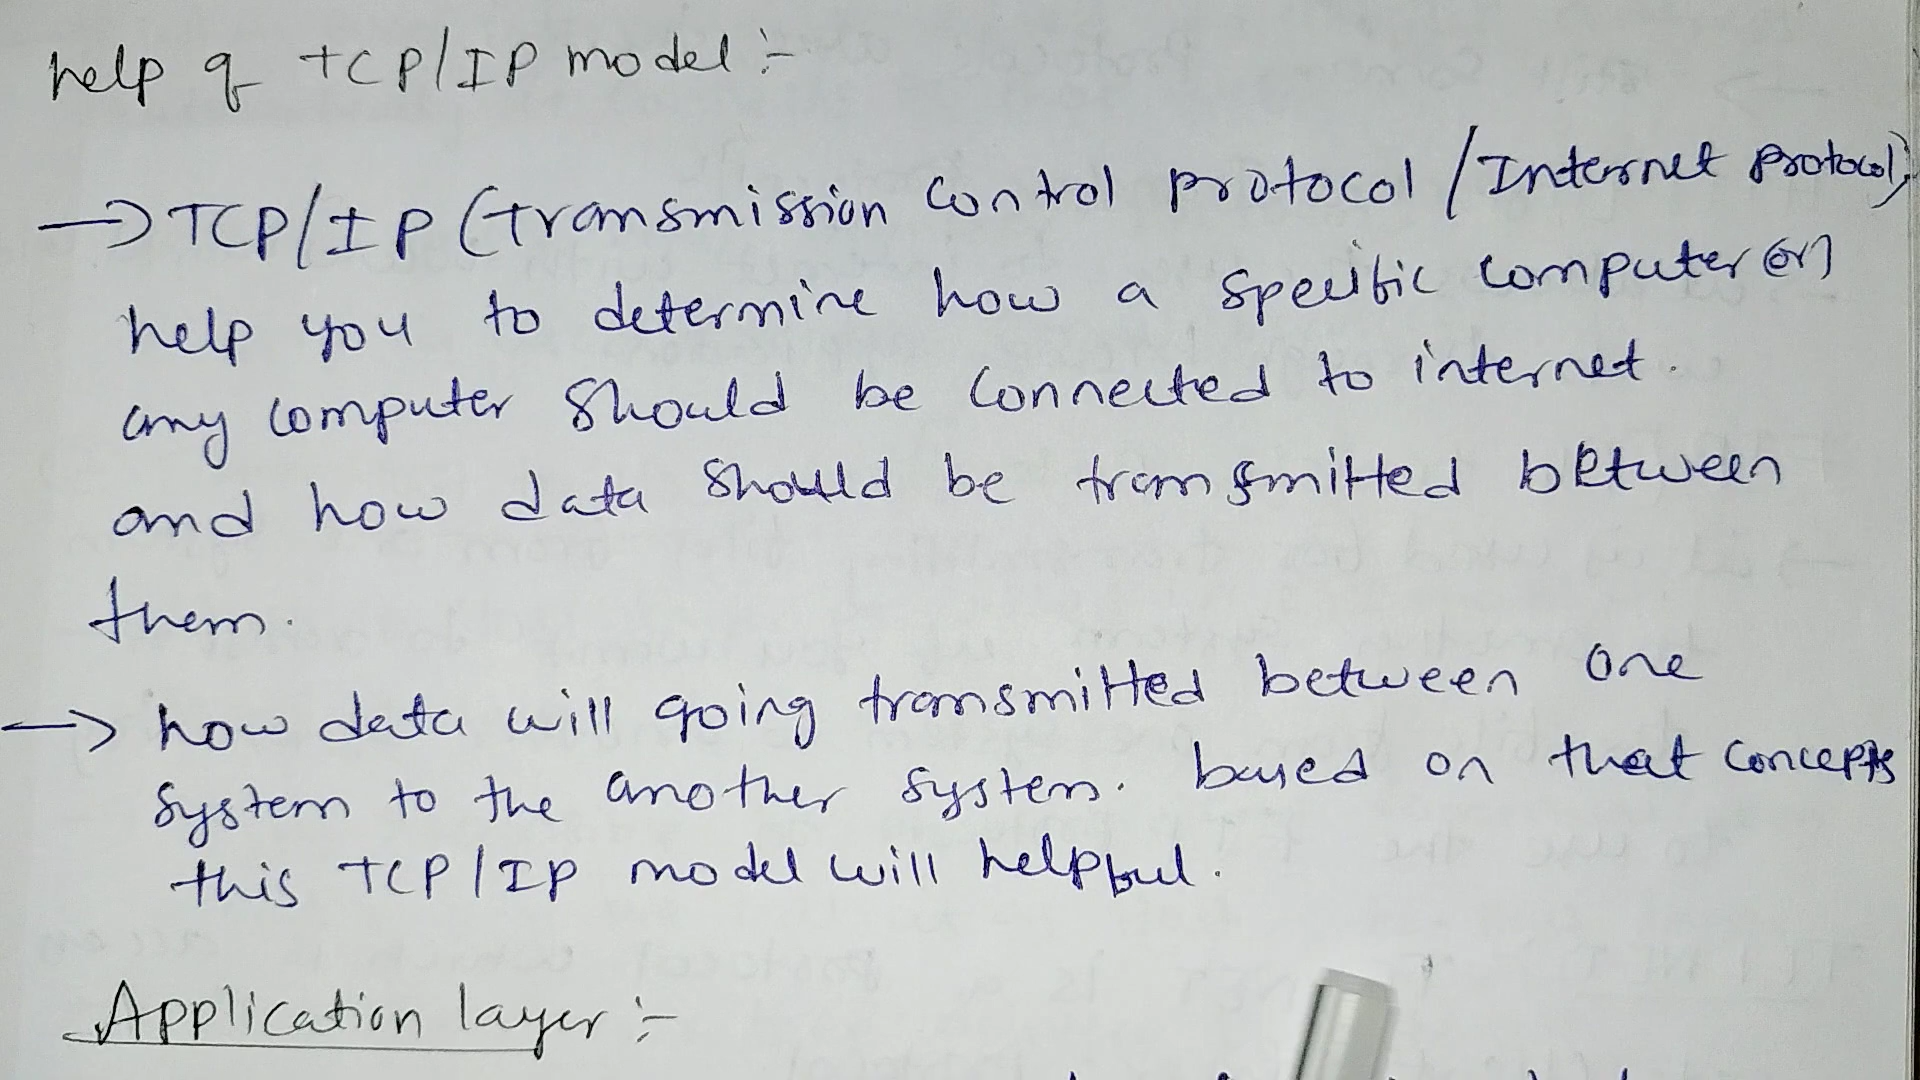 help of TCP/IP model :-
→ TCP/IP (transmission control protocol / Internet protocol)
help you to determine how a specific computer (or)
any computer should be connected to internet.
and how data should be transmitted between
them.
→ how data will going transmitted between one
system to the another system. based on that concepts
this TCP/IP model will helpful.
Application layer :-